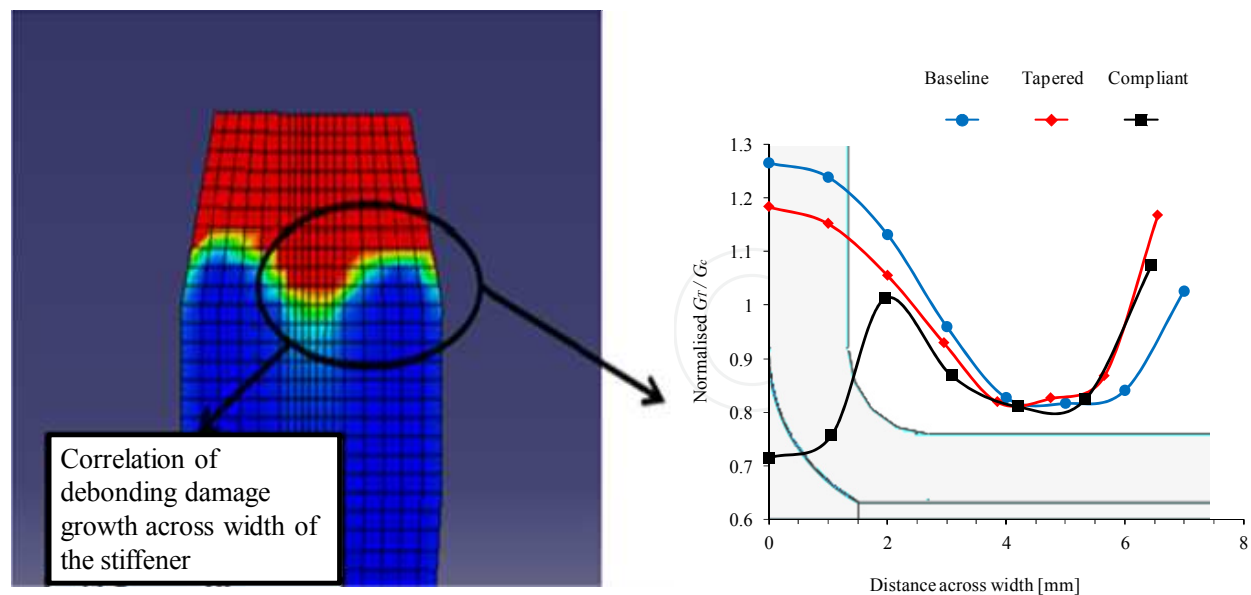 Correlation of
debonding damage
growth across width of
the stiffener
Baseline Tapered Compliant
Normalised GT / Gc
1.3
1.2
1.1
1
0.9
0.8
0.7
0.6
0 2 4 6 8
Distance across width [mm]